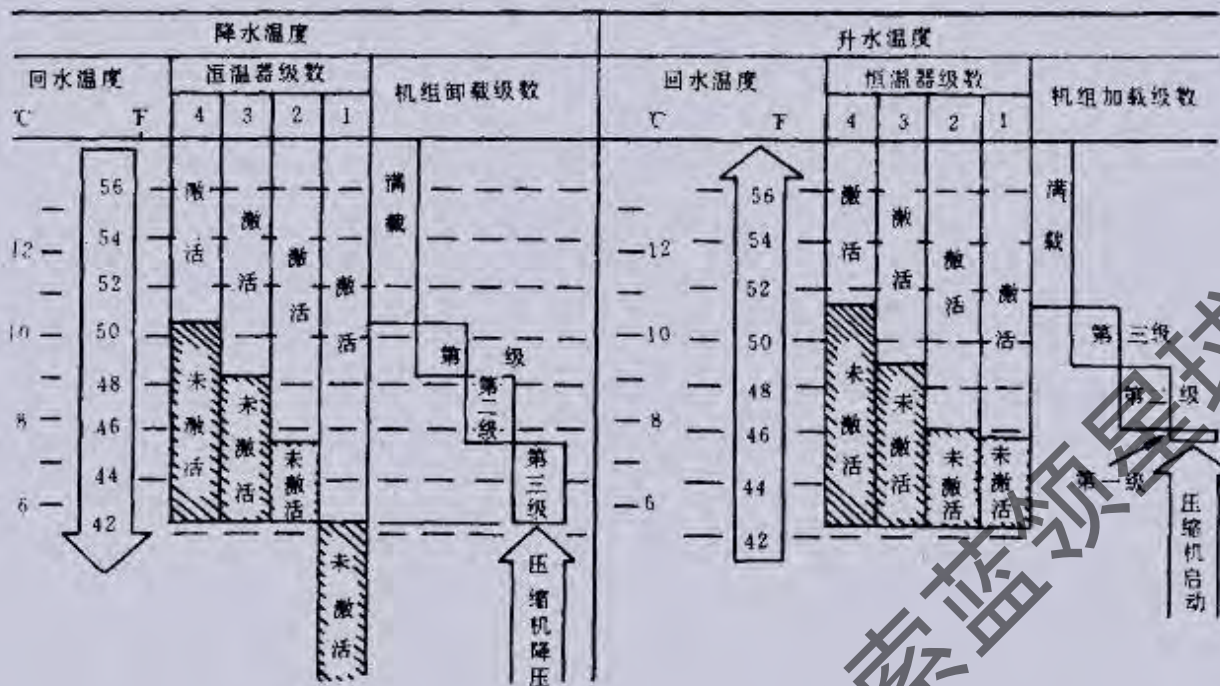 降水温度
回水温度
恒温器级数
机组卸载级数
℃
℉
4
3
2
1
激活
激活
激活
激活
未激活
未激活
未激活
未激活
满载
第 级
第二级
第三级
压缩机降压
56
54
52
50
48
46
44
42
12
10
8
6
升水温度
回水温度
恒温器级数
机组加载级数
℃
℉
4
3
2
1
激活
激活
激活
激活
未激活
未激活
未激活
未激活
满载
第三级
第二级
第一级
压缩机启动
56
54
52
50
48
46
44
42
12
10
8
6
索蓝领星球